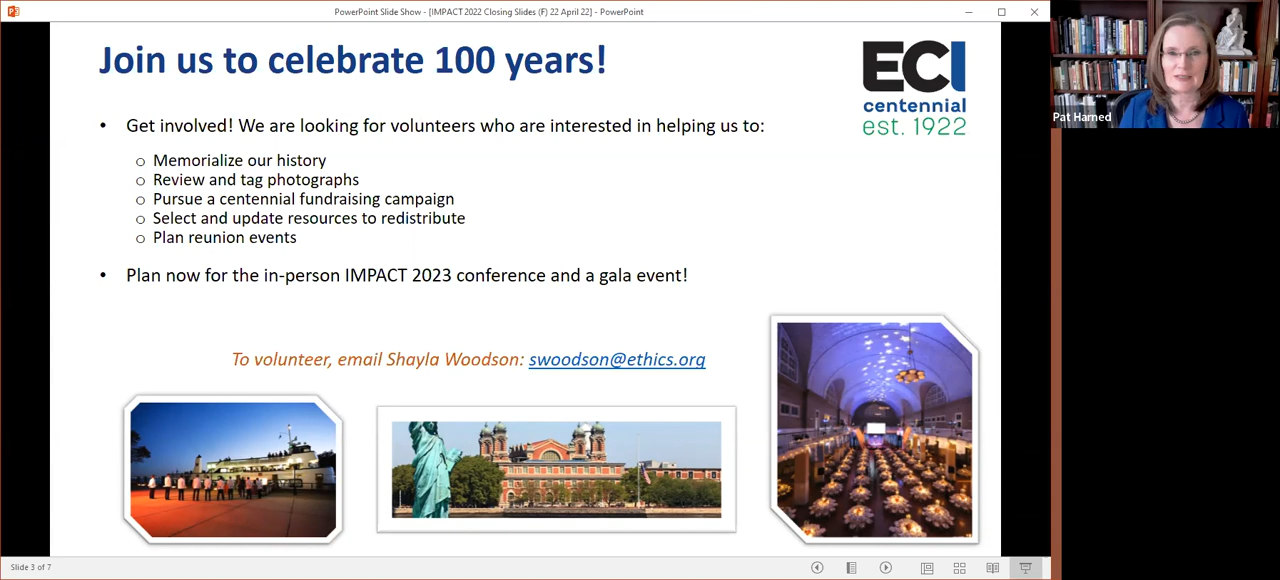 PowerPoint Slide Show - [IMPACT 2022 Closing Slides (F) 22 April 22] - PowerPoint
Join us to celebrate 100 years!
ECI
centennial
est. 1922
• Get involved! We are looking for volunteers who are interested in helping us to:
o Memorialize our history
o Review and tag photographs
o Pursue a centennial fundraising campaign
o Select and update resources to redistribute
o Plan reunion events
• Plan now for the in-person IMPACT 2023 conference and a gala event!
To volunteer, email Shayla Woodson: swoodson@ethics.org
Slide 3 of 7
Pat Harned